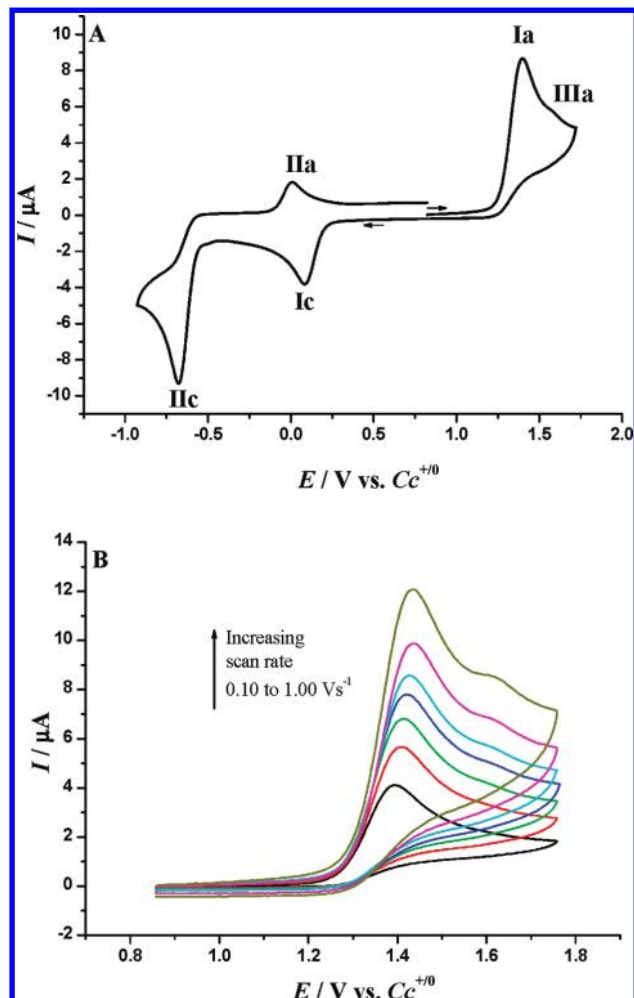 A
10
8
6
4
2
0
-2
-4
-6
-8
-10
I / µA
Ia
IIIa
IIa
Ic
IIc
-1.0 -0.5 0.0 0.5 1.0 1.5 2.0
E / V vs. Cc+/0
B
14
12
10
8
6
4
2
0
-2
I / µA
Increasing
scan rate
0.10 to 1.00 Vs-1
0.8 1.0 1.2 1.4 1.6 1.8
E / V vs. Cc+/0